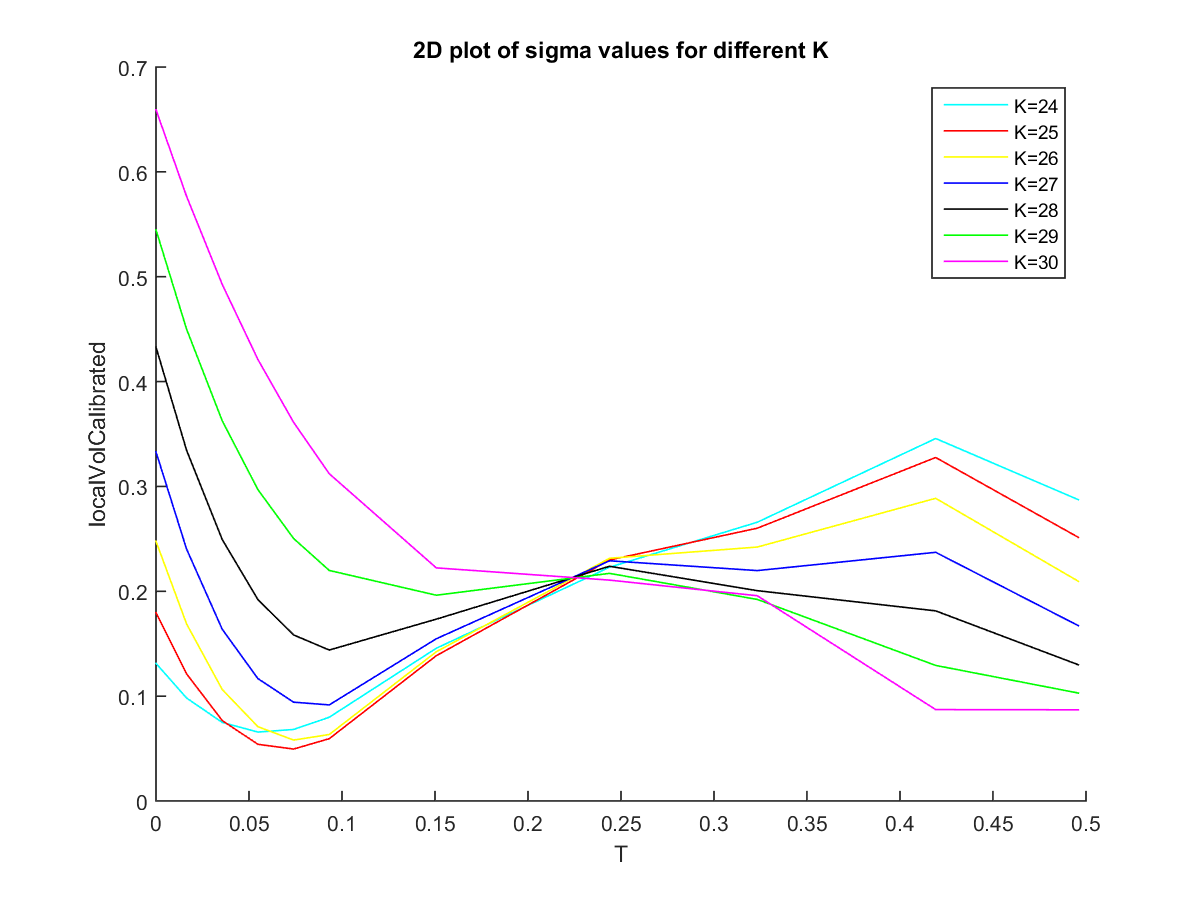 2D plot of sigma values for different K
0.7
0.6
0.5
0.4
0.3
0.2
0.1
0
localVolCalibrated
K=24
K=25
K=26
K=27
K=28
K=29
K=30
0 0.05 0.1 0.15 0.2 0.25 0.3 0.35 0.4 0.45 0.5
T